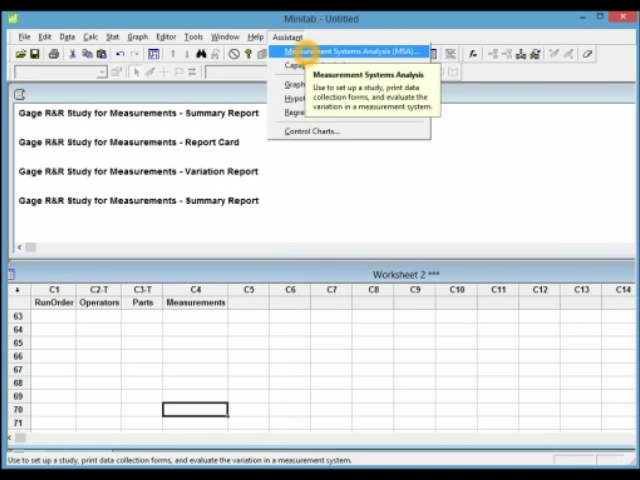 Minitab - Untitled
File Edit Data Calc Stat Graph Editor Tools Window Help Assistant
Measurement Systems Analysis (MSA)...
Measurement Systems Analysis
Use to set up a study, print data
collection forms, and evaluate the
variation in a measurement system.
Control Charts...
Gage R&R Study for Measurements - Summary Report
Gage R&R Study for Measurements - Report Card
Gage R&R Study for Measurements - Variation Report
Gage R&R Study for Measurements - Summary Report
Worksheet 2 ***
C1 C2-T C3-T C4 C5 C6 C7 C8 C9 C10 C11 C12 C13 C14
RunOrder Operators Parts Measurements
63
64
65
66
67
68
69
70
71
Use to set up a study, print data collection forms, and evaluate the variation in a measurement system.